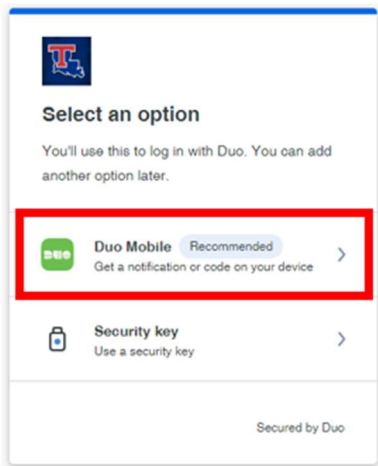 T
Select an option
You'll use this to log in with Duo. You can add
another option later.
DUO
Duo Mobile Recommended
Get a notification or code on your device
Security key
Use a security key
Secured by Duo